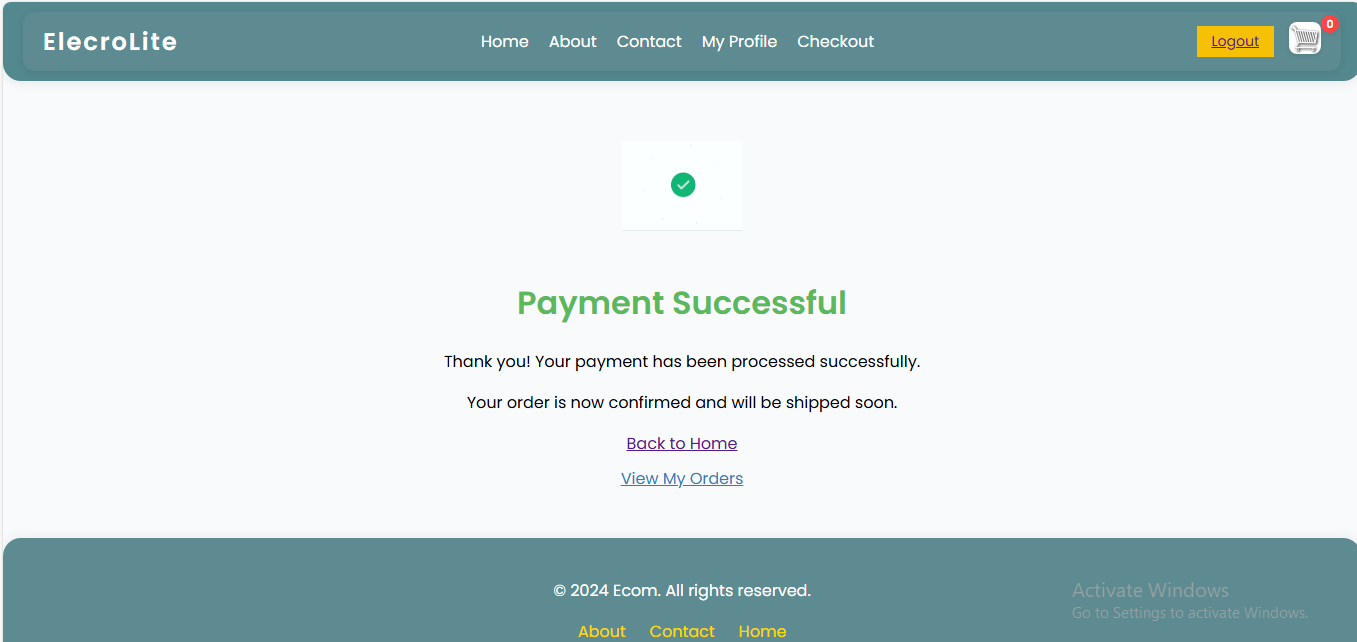 ElecroLite
Home About Contact My Profile Checkout
Logout
0
Payment Successful
Thank you! Your payment has been processed successfully.
Your order is now confirmed and will be shipped soon.
Back to Home
View My Orders
© 2024 Ecom. All rights reserved.
About Contact Home
Activate Windows
Go to Settings to activate Windows.